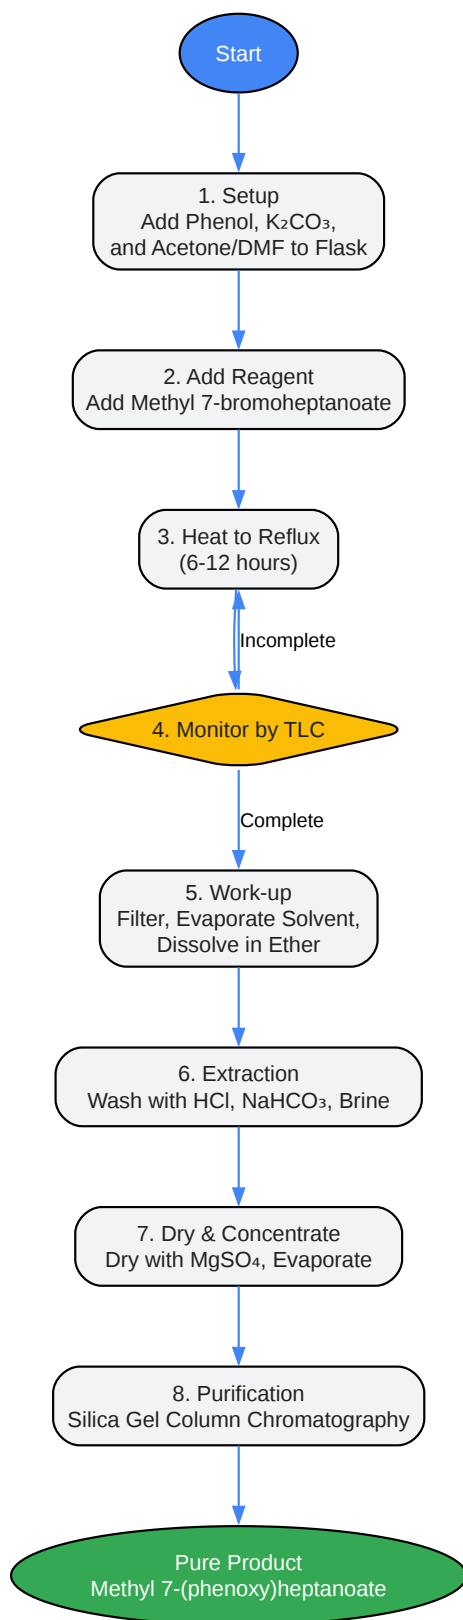 Start
1. Setup
Add Phenol, K₂CO₃,
and Acetone/DMF to Flask
2. Add Reagent
Add Methyl 7-bromoheptanoate
3. Heat to Reflux
(6-12 hours)
Incomplete
4. Monitor by TLC
Complete
5. Work-up
Filter, Evaporate Solvent,
Dissolve in Ether
6. Extraction
Wash with HCl, NaHCO₃, Brine
7. Dry & Concentrate
Dry with MgSO₄, Evaporate
8. Purification
Silica Gel Column Chromatography
Pure Product
Methyl 7-(phenoxy)heptanoate